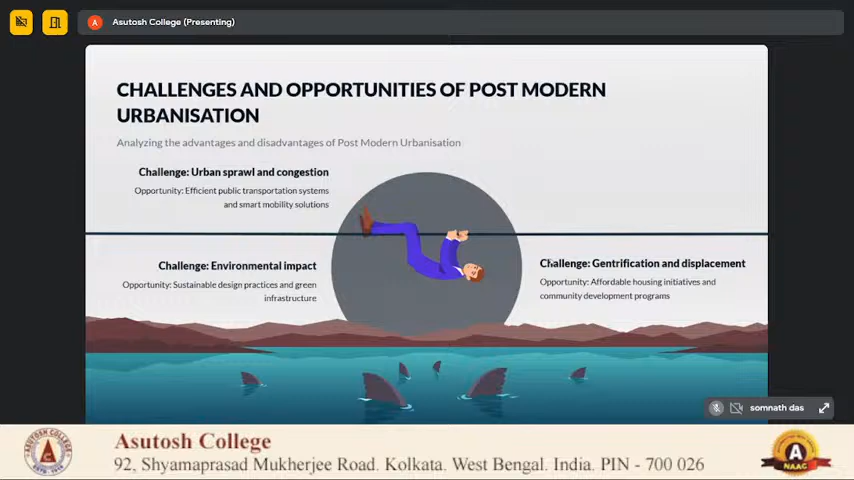 A Asutosh College (Presenting)
CHALLENGES AND OPPORTUNITIES OF POST MODERN
URBANISATION
Analyzing the advantages and disadvantages of Post Modern Urbanisation
Challenge: Urban sprawl and congestion
Opportunity: Efficient public transportation systems
and smart mobility solutions
Challenge: Environmental impact
Opportunity: Sustainable design practices and green
infrastructure
Challenge: Gentrification and displacement
Opportunity: Affordable housing initiatives and
community development programs
somnath das
Asutosh College
92, Shyamaprasad Mukherjee Road, Kolkata, West Bengal, India, PIN - 700 026
ASUTOSH COLLEGE
A
NAAC